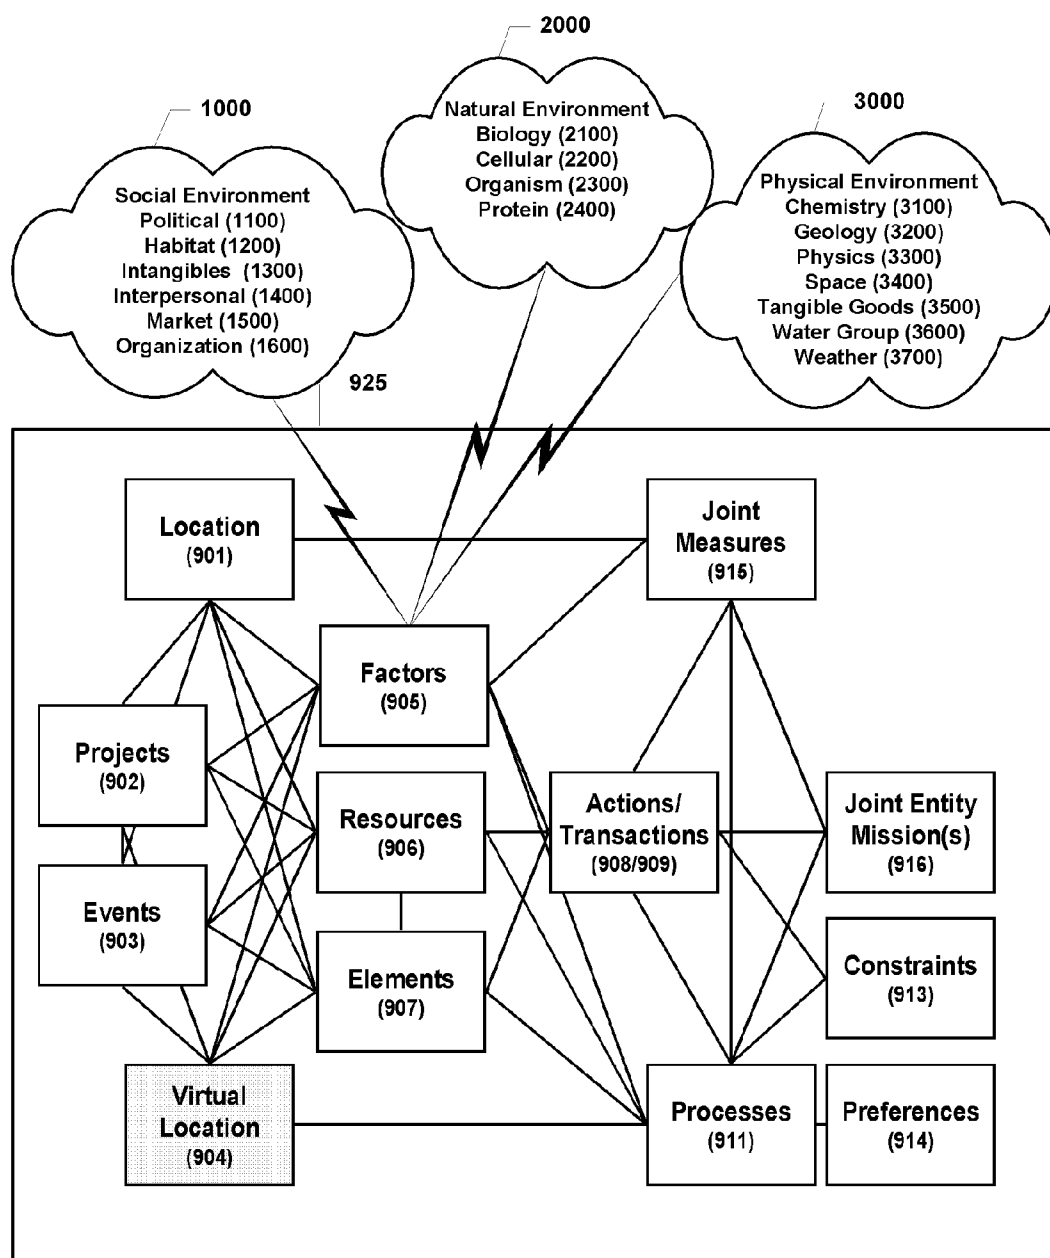 2000
1000
3000
Natural Environment
Biology (2100)
Cellular (2200)
Organism (2300)
Protein (2400)
Social Environment
Political (1100)
Habitat (1200)
Intangibles (1300)
Interpersonal (1400)
Market (1500)
Organization (1600)
Physical Environment
Chemistry (3100)
Geology (3200)
Physics (3300)
Space (3400)
Tangible Goods (3500)
Water Group (3600)
Weather (3700)
925
Location
(901)
Joint
Measures
(915)
Factors
(905)
Projects
(902)
Resources
(906)
Actions/
Transactions
(908/909)
Joint Entity
Mission(s)
(916)
Events
(903)
Elements
(907)
Constraints
(913)
Virtual
Location
(904)
Processes
(911)
Preferences
(914)